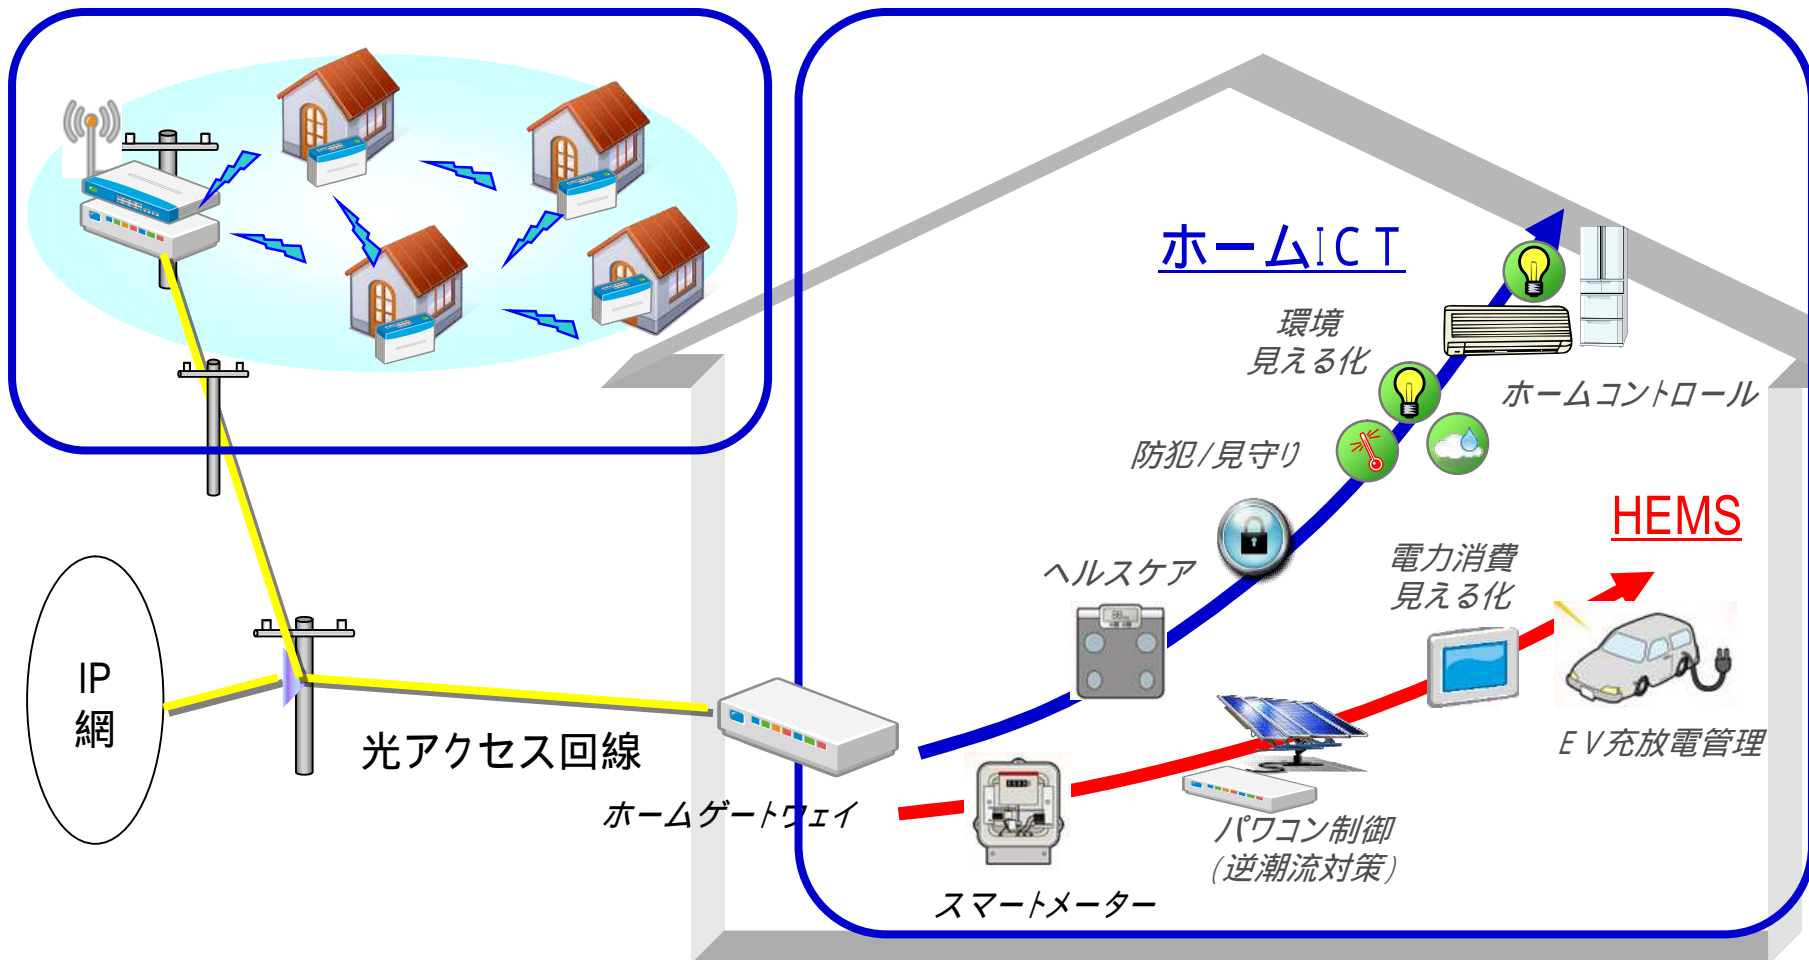 ホームICT
環境
見える化
ホームコントロール
防犯/見守り
HEMS
ヘルスケア
電力消費
見える化
IP
網
光アクセス回線
EV充放電管理
ホームゲートウェイ
パワコン制御
(逆潮流対策)
スマートメーター